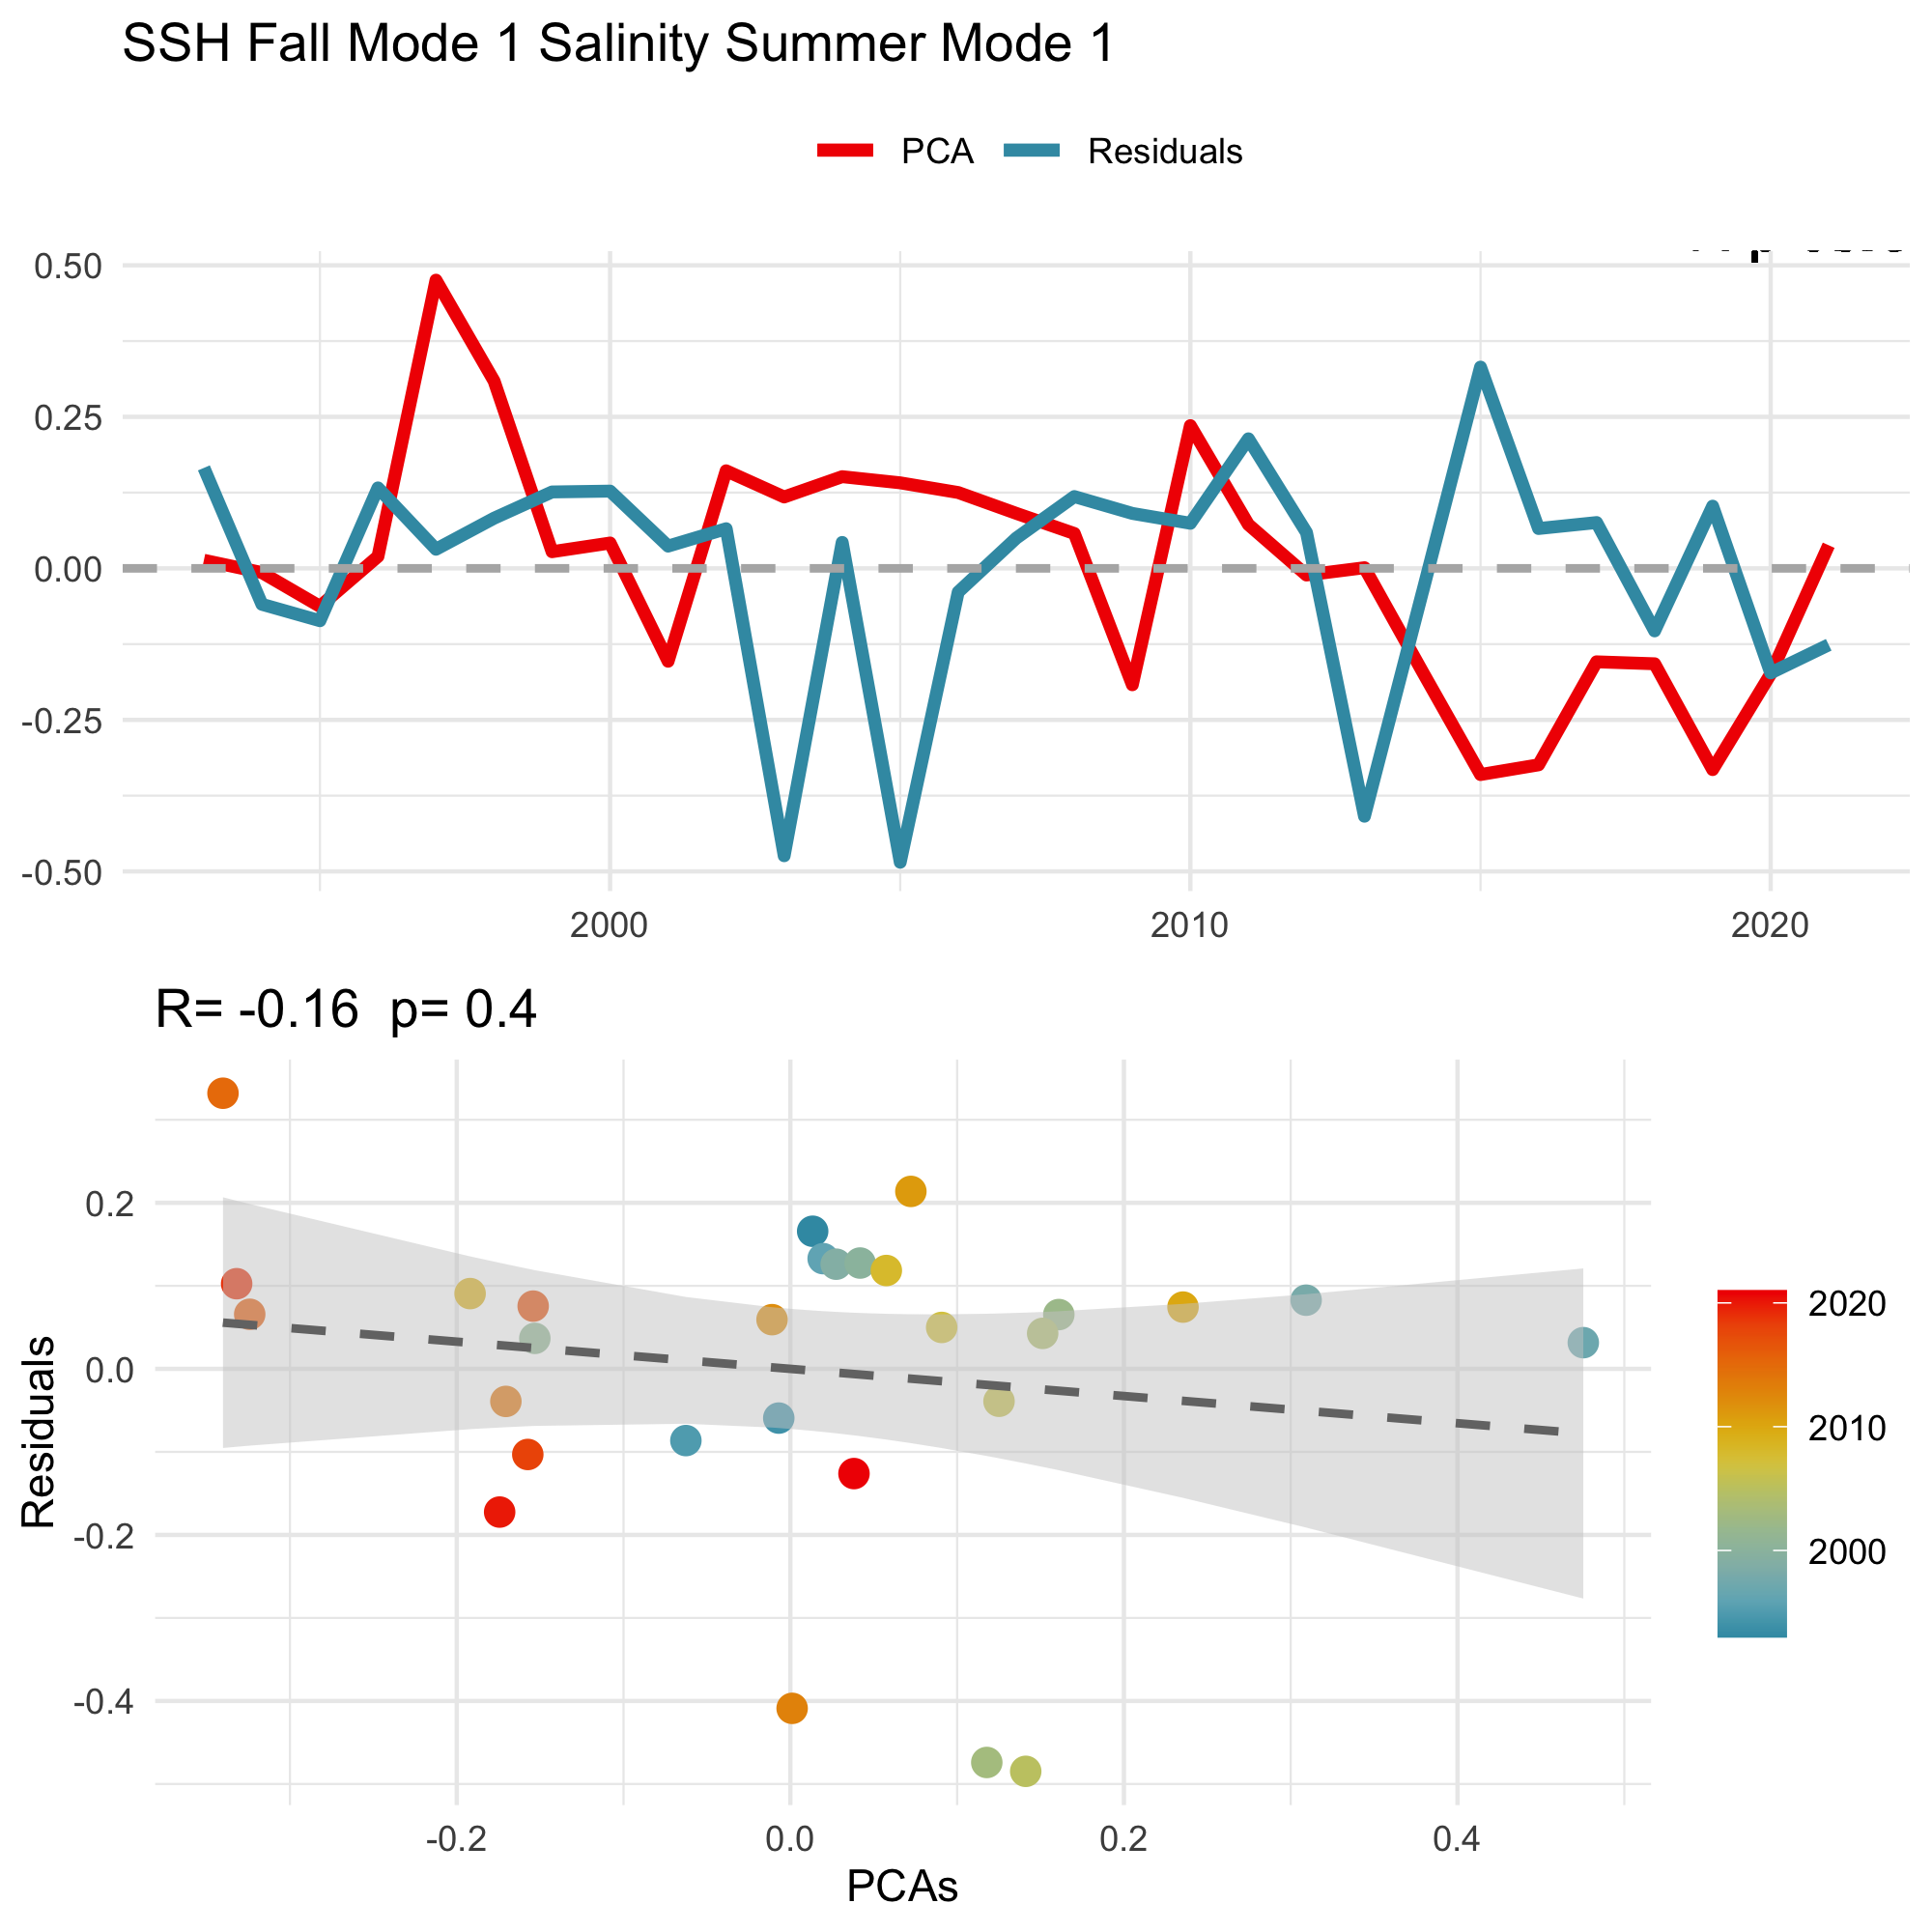 SSH Fall Mode 1 Salinity Summer Mode 1
PCA Residuals
0.50
0.25
0.00
-0.25
-0.50
2000 2010 2020
R= -0.16 p= 0.4
Residuals
0.2
0.0
-0.2
-0.4
-0.2 0.0 0.2 0.4
PCAs
2020
2010
2000